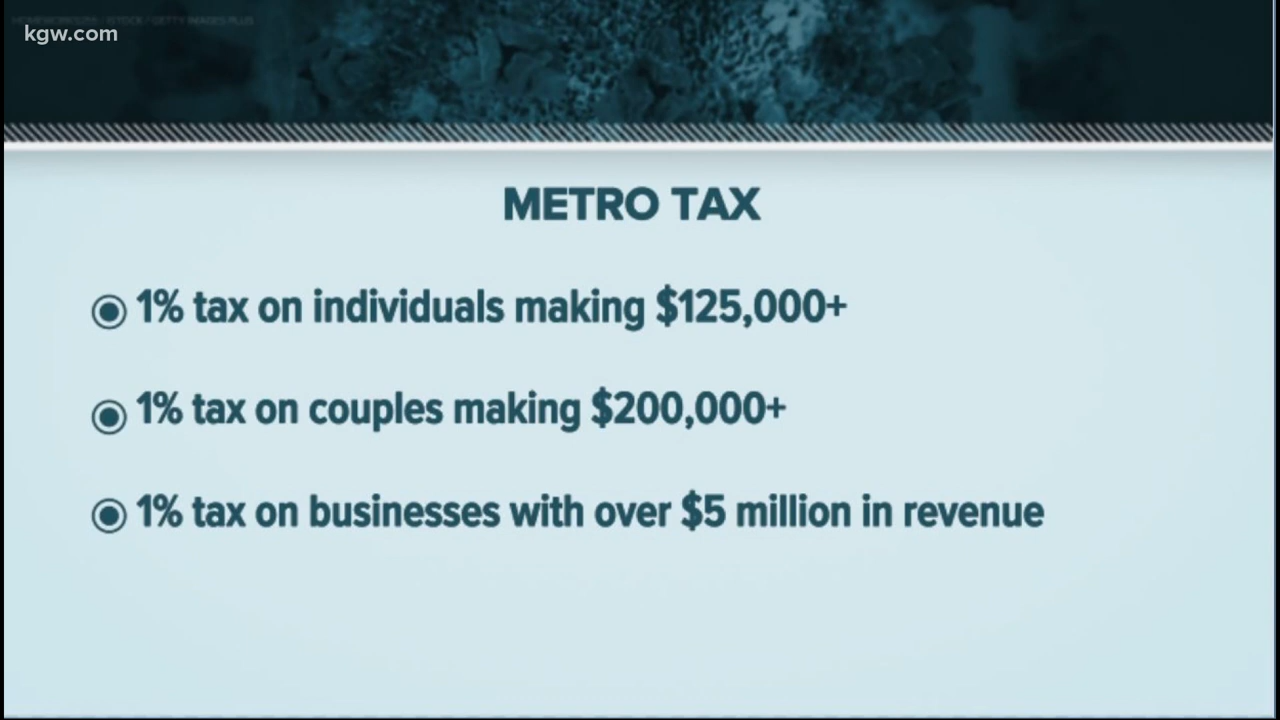 kgw.com
METRO TAX
1% tax on individuals making $125,000+
1% tax on couples making $200,000+
1% tax on businesses with over $5 million in revenue